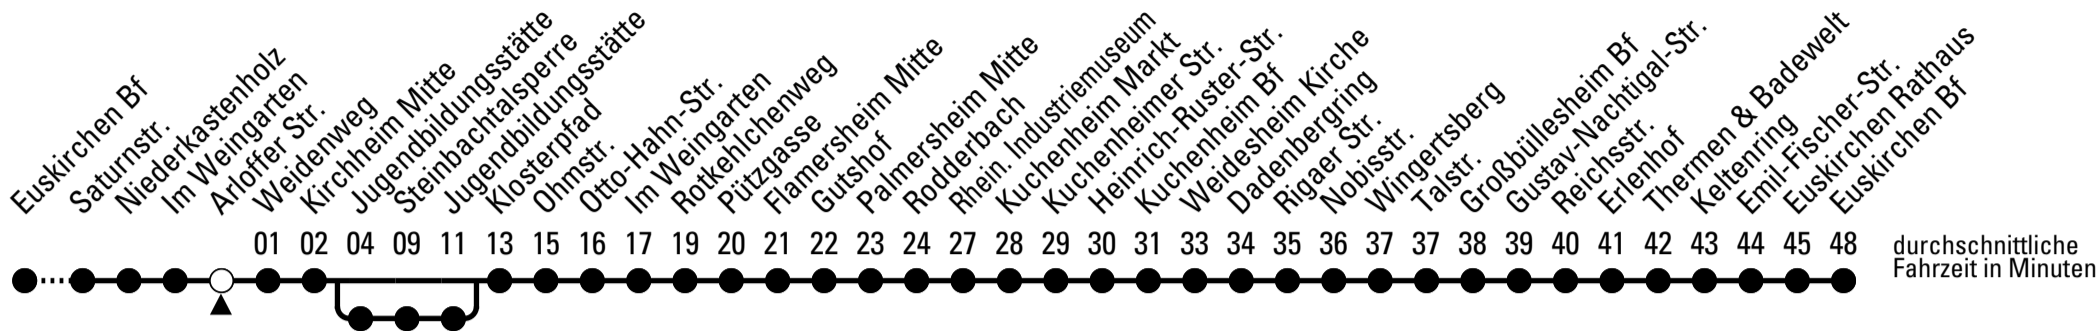 Euskirchen Bf
Saturnstr.
Niederkastenholz
Im Weingarten
Arloffer Str.
Weidenweg
Kirchheim Mitte
Jugendbildungsstätte
Steinbachtalsperre
Jugendbildungsstätte
Klosterpfad
Ohmstr.
Otto-Hahn-Str.
Im Weingarten
Rotkehlchenweg
Pützgasse
Flamersheim Mitte
Gutshof
Palmersheim Mitte
Rodderbach
Rhein. Industriemuseum
Kuchenheim Markt
Kuchenheimer Str.
Heinrich-Ruster-Str.
Kuchenheim Bf
Weidesheim Kirche
Dadenbergring
Rigaer Str.
Nobisstr.
Wingertsberg
Talstr.
Großbüllesheim Bf
Gustav-Nachtigal-Str.
Reichsstr.
Erlenhof
Thermen & Badewelt
Keltenring
Emil-Fischer-Str.
Euskirchen Rathaus
Euskirchen Bf
01 02 04 09 11 13 15 16 17 19 20 21 22 23 24 27 28 29 30 31 33 34 35 36 37 37 38 39 40 41 42 43 44 45 48
durchschnittliche
Fahrzeit in Minuten